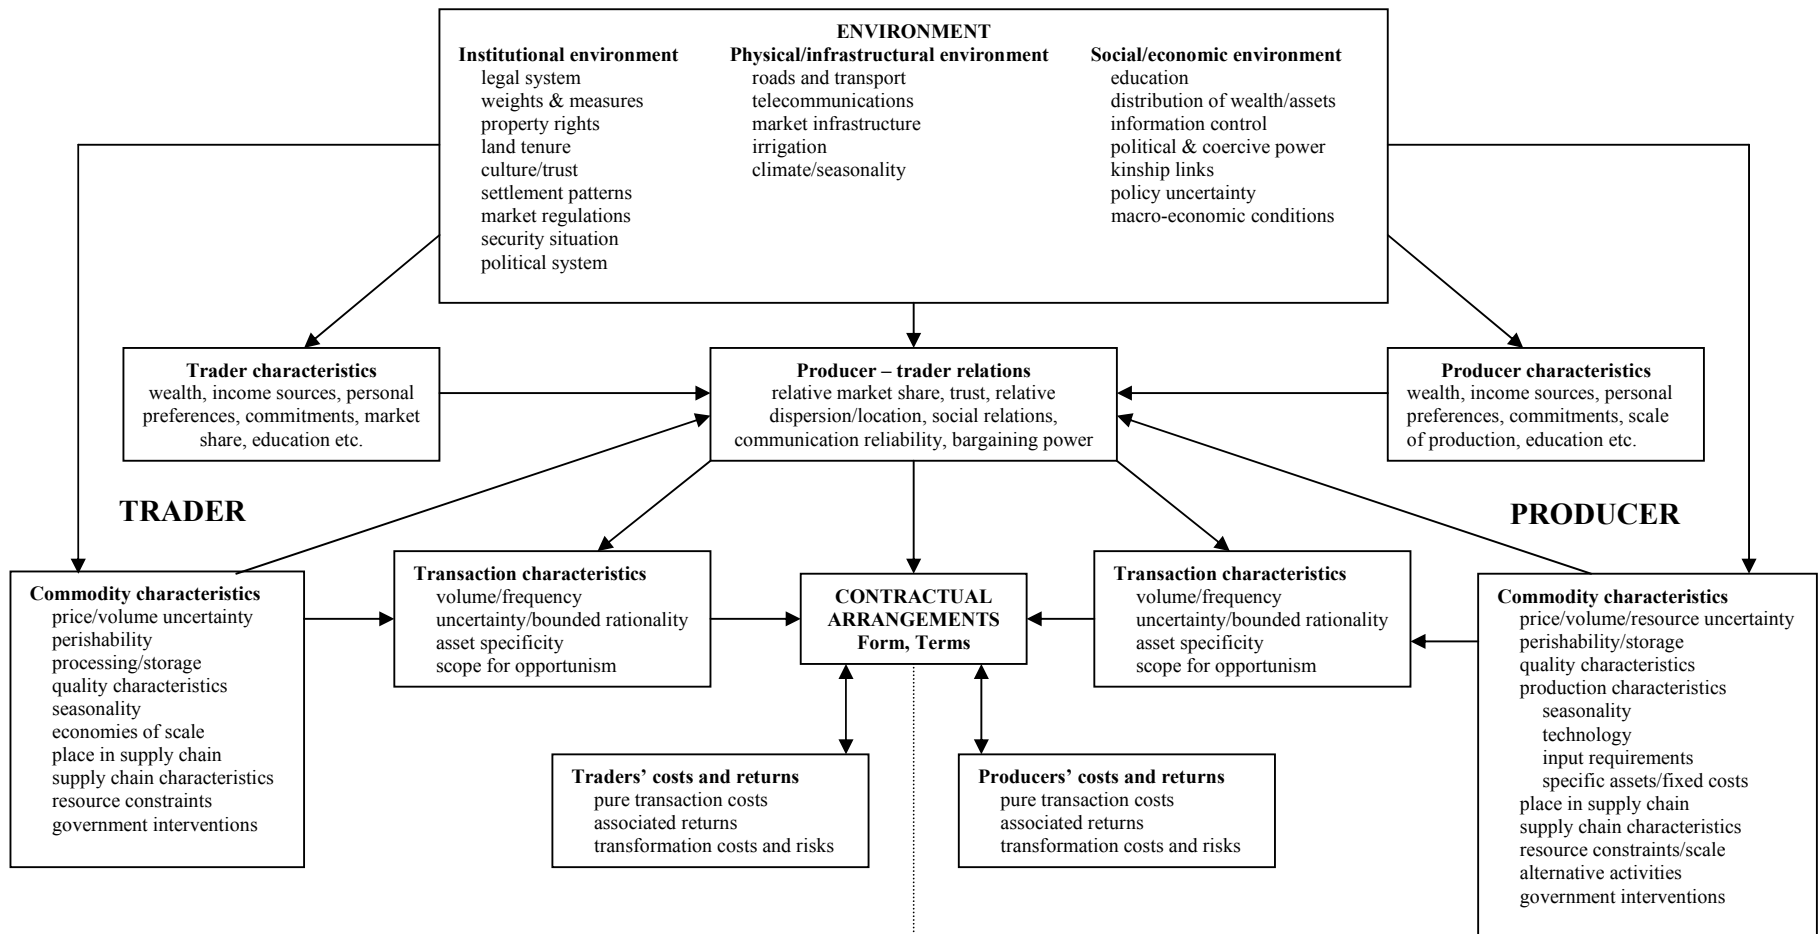 ENVIRONMENT
Institutional environment
legal system
weights & measures
property rights
land tenure
culture/trust
settlement patterns
market regulations
security situation
political system
Physical/infrastructural environment
roads and transport
telecommunications
market infrastructure
irrigation
climate/seasonality
Social/economic environment
education
distribution of wealth/assets
information control
political & coercive power
kinship links
policy uncertainty
macro-economic conditions
Trader characteristics
wealth, income sources, personal
preferences, commitments, market
share, education etc.
Producer – trader relations
relative market share, trust, relative
dispersion/location, social relations,
communication reliability, bargaining power
Producer characteristics
wealth, income sources, personal
preferences, commitments, scale
of production, education etc.
TRADER
PRODUCER
Commodity characteristics
price/volume uncertainty
perishability
processing/storage
quality characteristics
seasonality
economies of scale
place in supply chain
supply chain characteristics
resource constraints
government interventions
Transaction characteristics
volume/frequency
uncertainty/bounded rationality
asset specificity
scope for opportunism
CONTRACTUAL
ARRANGEMENTS
Form, Terms
Transaction characteristics
volume/frequency
uncertainty/bounded rationality
asset specificity
scope for opportunism
Commodity characteristics
price/volume/resource uncertainty
perishability/storage
quality characteristics
production characteristics
seasonality
technology
input requirements
specific assets/fixed costs
place in supply chain
supply chain characteristics
resource constraints/scale
alternative activities
government interventions
Traders’ costs and returns
pure transaction costs
associated returns
transformation costs and risks
Producers’ costs and returns
pure transaction costs
associated returns
transformation costs and risks